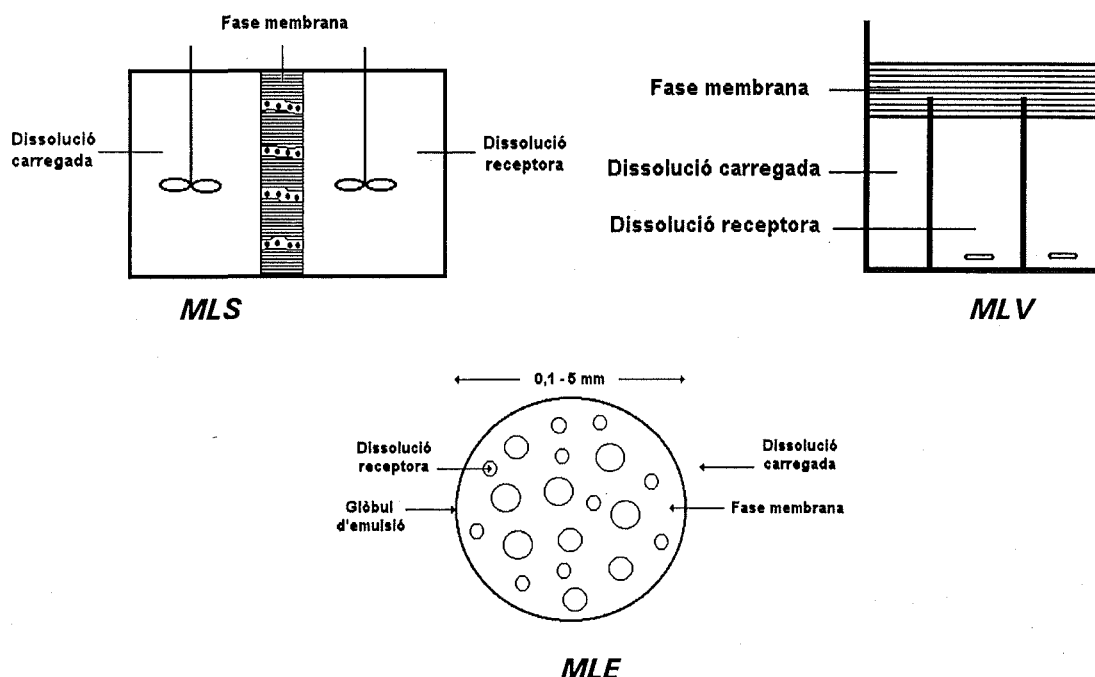 Fase membrana
Dissolució
carregada
Dissolució
receptora
MLS
Fase membrana
Dissolució carregada
Dissolució receptora
MLV
0,1 - 5 mm
Dissolució
receptora
Glòbul
d'emulsió
Dissolució
carregada
Fase membrana
MLE